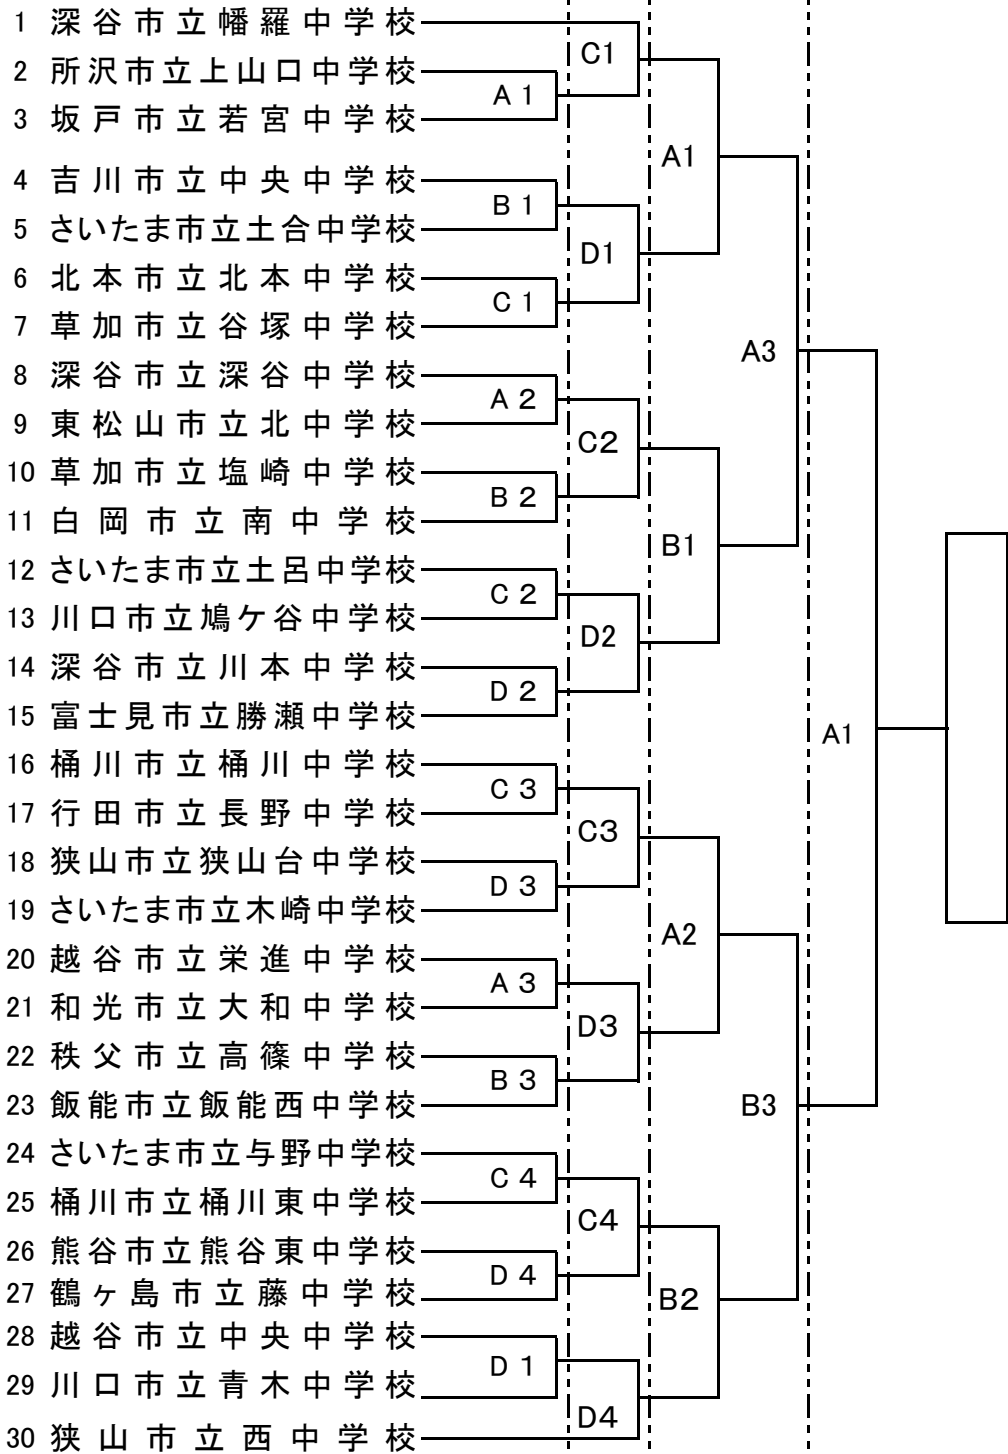 1 深谷市立幡羅中学校
C1
2 所沢市立上山口中学校
A 1
3 坂戸市立若宮中学校
A1
4 吉川市立中央中学校
B 1
5 さいたま市立土合中学校
D1
6 北本市立北本中学校
C 1
7 草加市立谷塚中学校
A3
8 深谷市立深谷中学校
A 2
9 東松山市立北中学校
C2
10 草加市立塩崎中学校
B 2
11 白岡市立南中学校
B1
12 さいたま市立土呂中学校
C 2
13 川口市立鳩ケ谷中学校
D2
14 深谷市立川本中学校
D 2
15 富士見市立勝瀬中学校
A1
16 桶川市立桶川中学校
C 3
17 行田市立長野中学校
C3
18 狭山市立狭山台中学校
D 3
19 さいたま市立木崎中学校
A2
20 越谷市立栄進中学校
A 3
21 和光市立大和中学校
D3
22 秩父市立高篠中学校
B 3
23 飯能市立飯能西中学校
B3
24 さいたま市立与野中学校
C 4
25 桶川市立桶川東中学校
C4
26 熊谷市立熊谷東中学校
D 4
27 鶴ヶ島市立藤中学校
B2
28 越谷市立中央中学校
D 1
29 川口市立青木中学校
D4
30 狭山市立西中学校